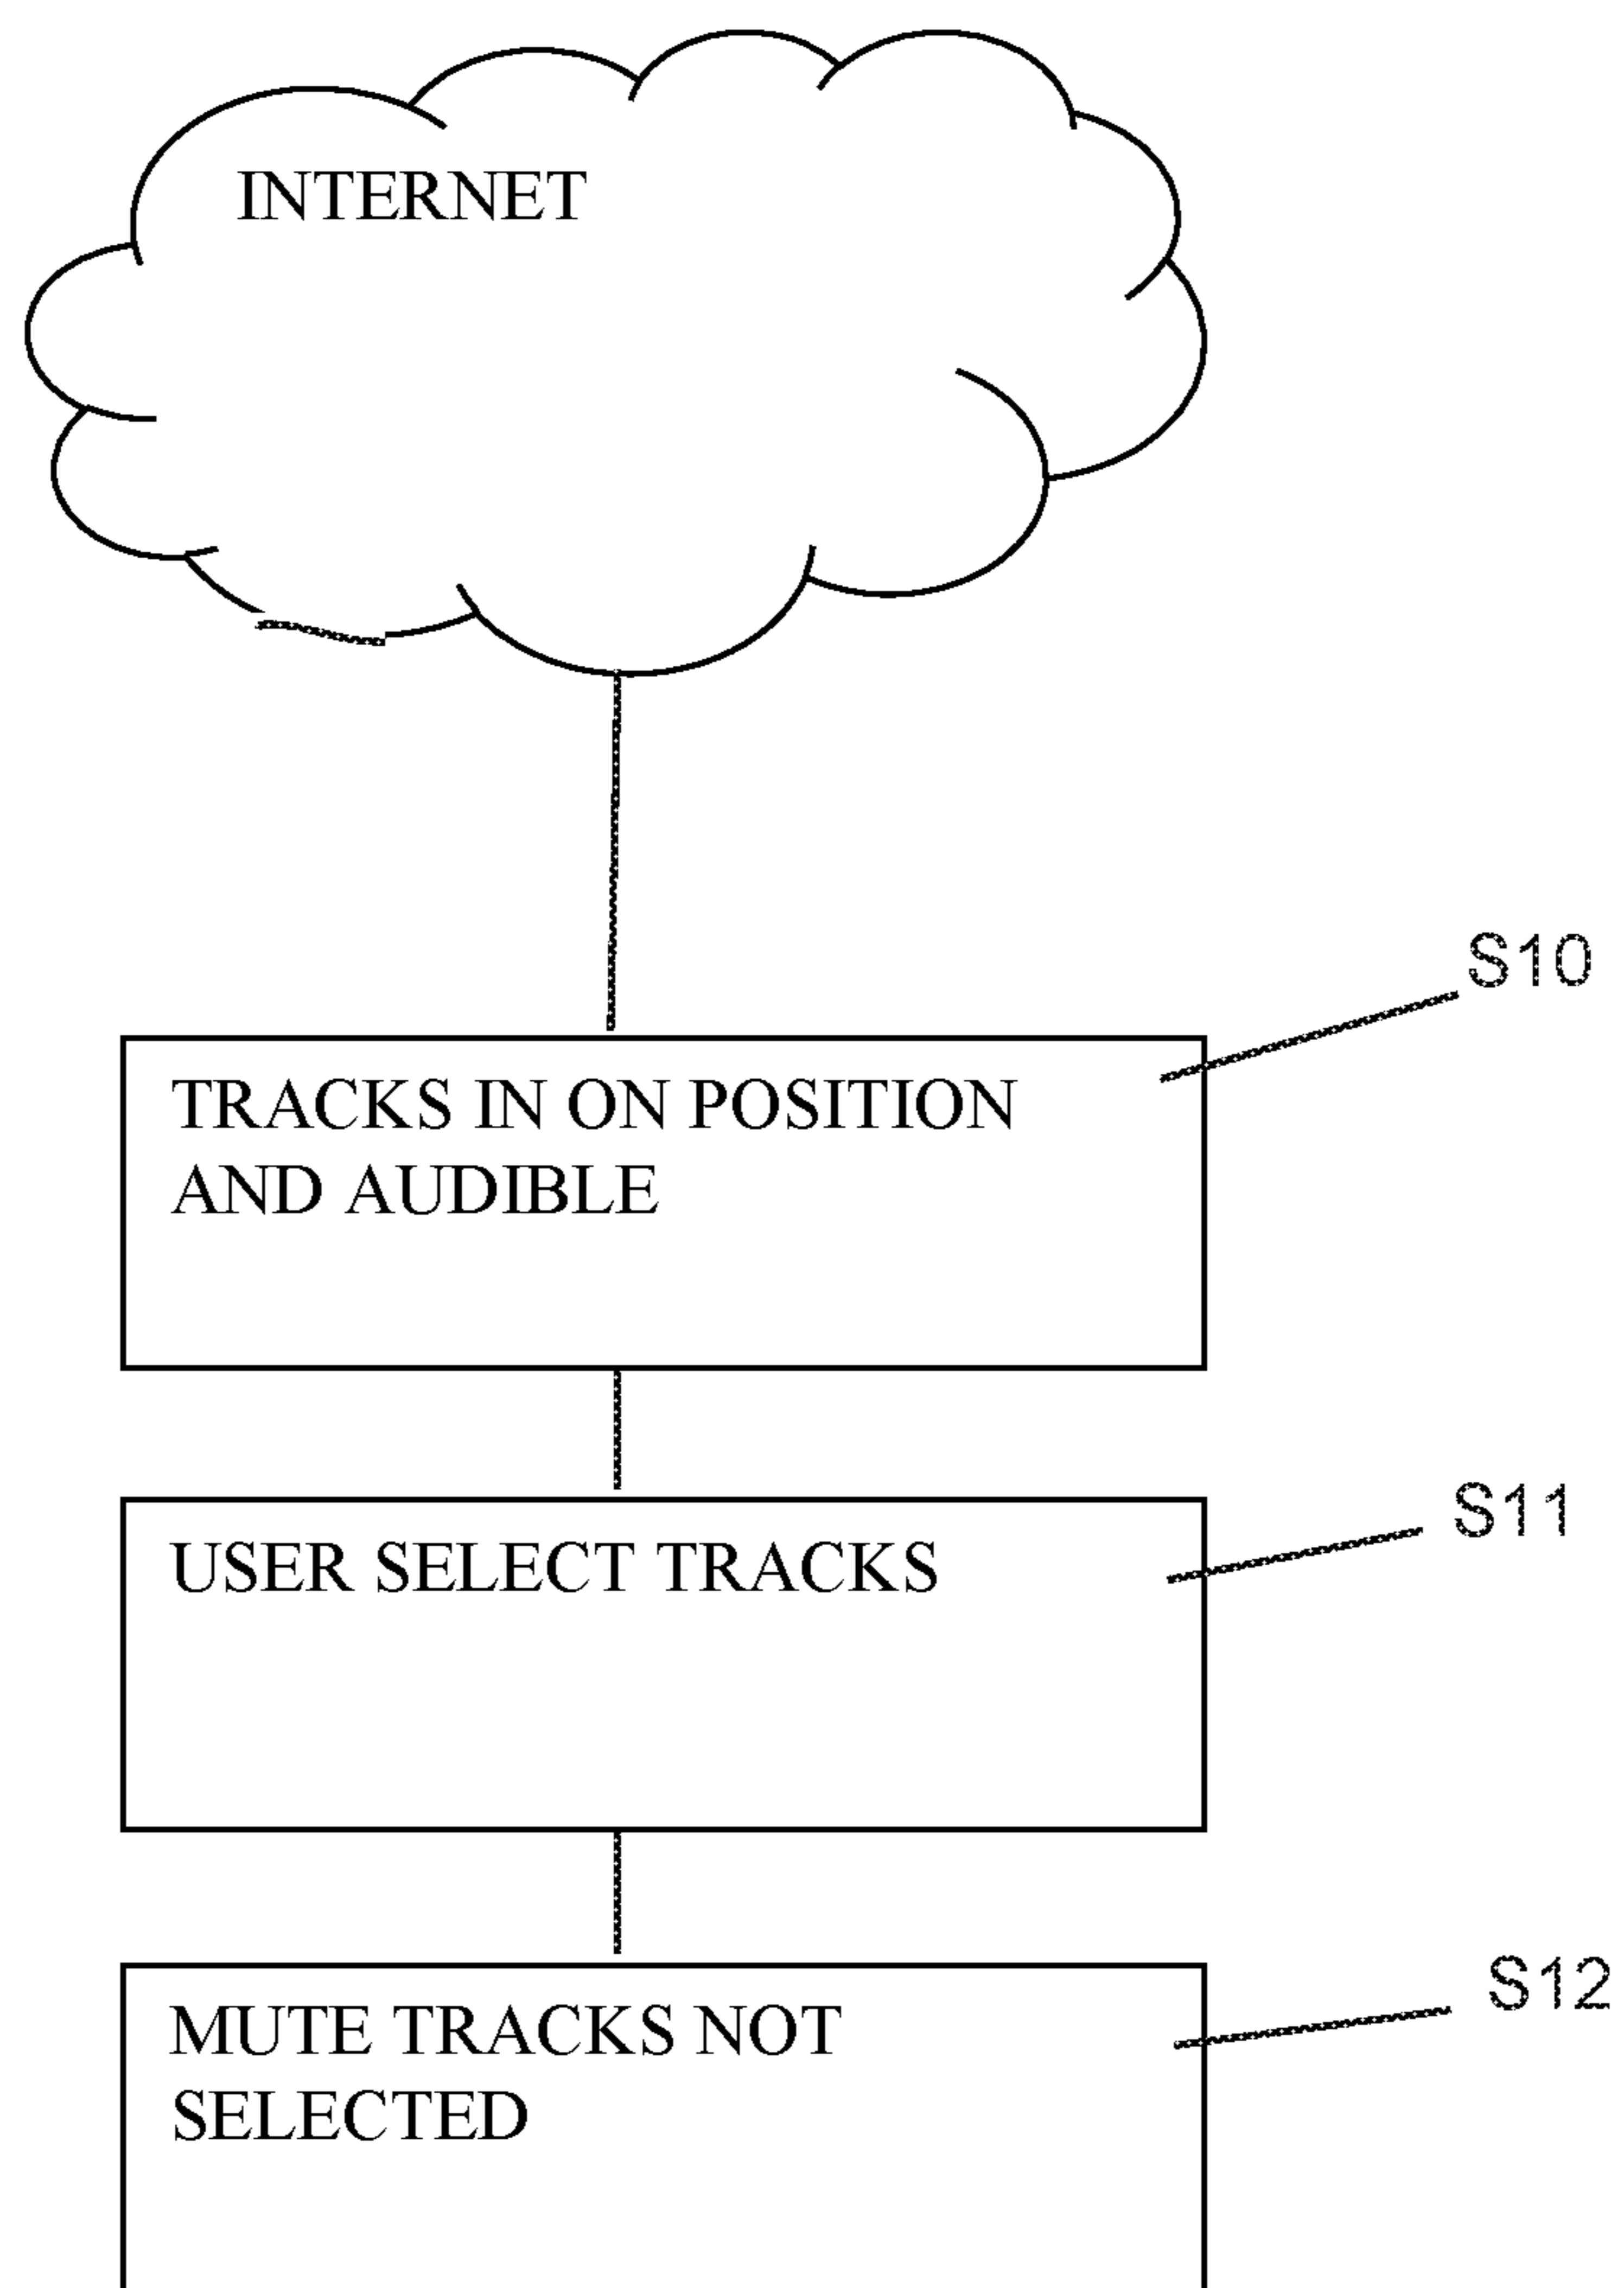 INTERNET
S10
TRACKS IN ON POSITION
AND AUDIBLE
S11
USER SELECT TRACKS
S12
MUTE TRACKS NOT
SELECTED